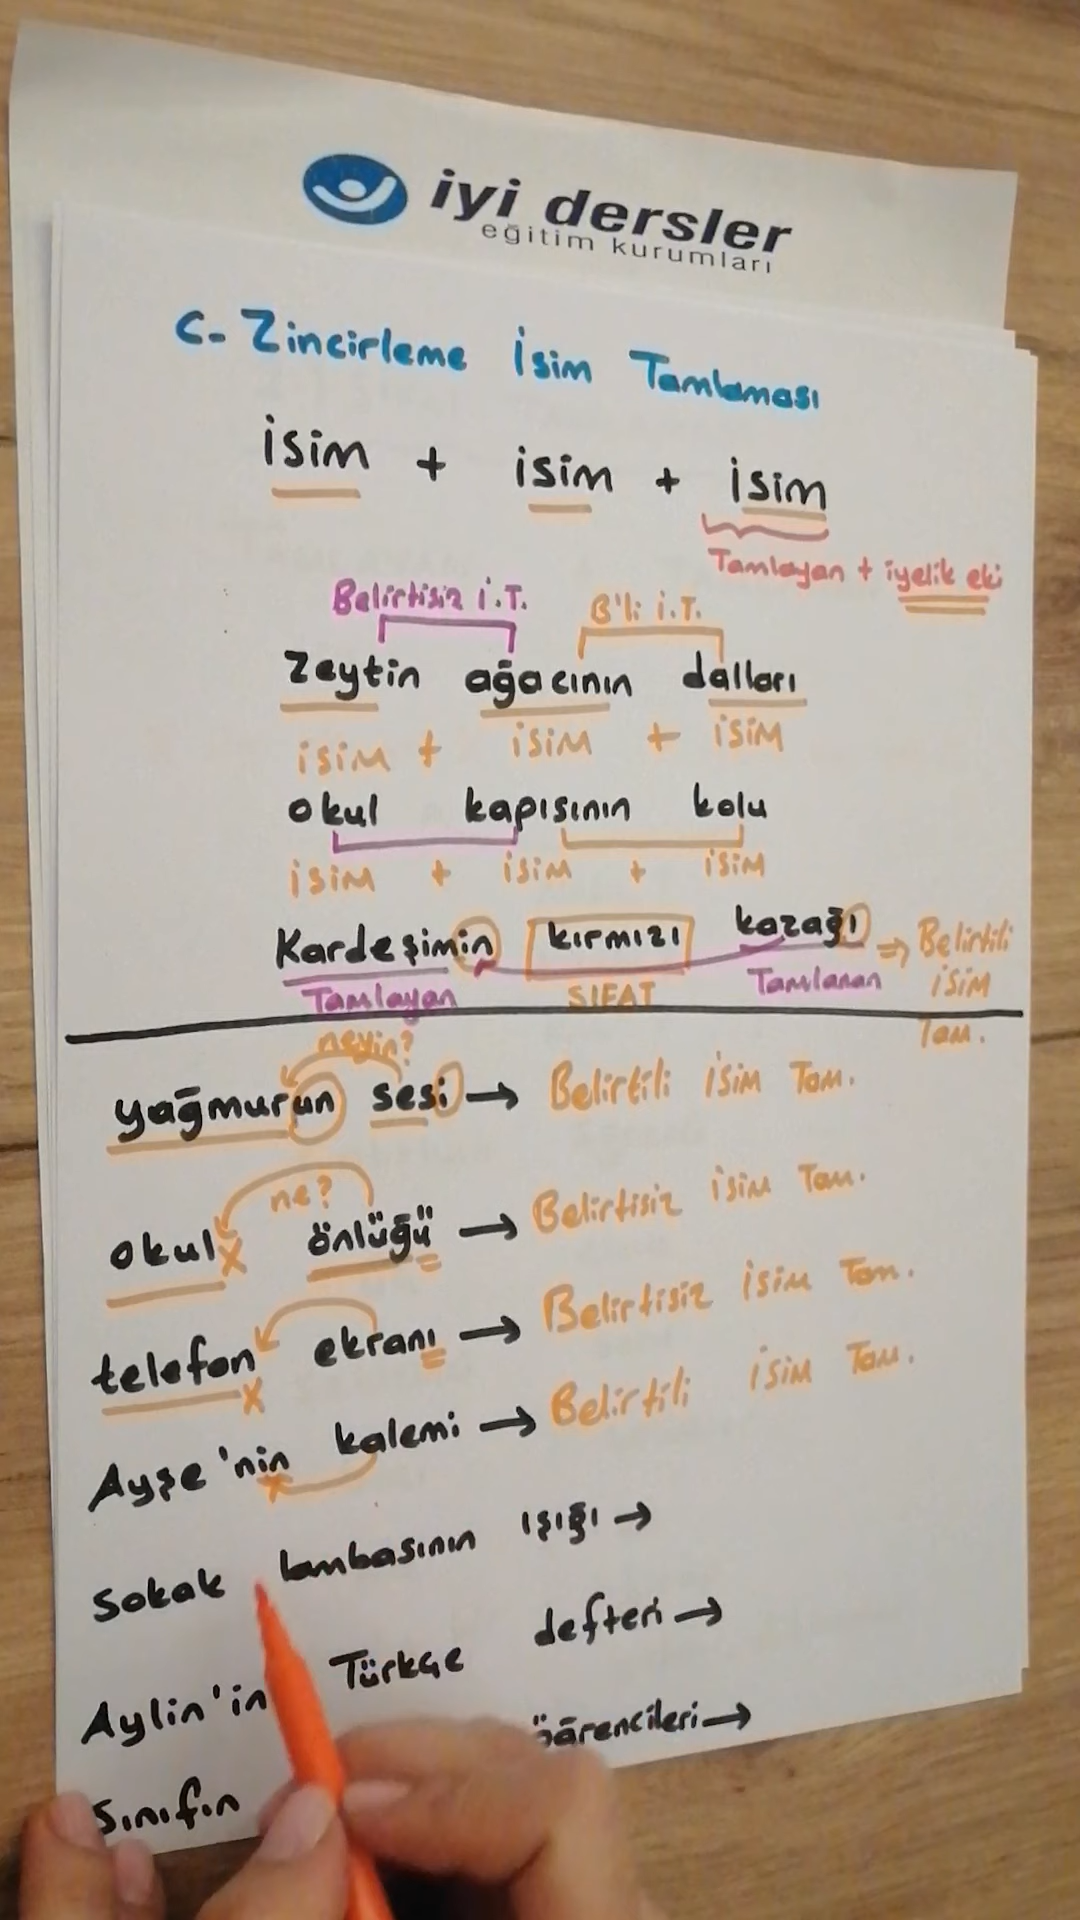 iyi dersler
eğitim kurumları
C- Zincirleme İsim Tamlaması
isim + isim + isim
Tamlayan + iyelik eki
Belirtisiz i.T. B'li i.T.
Zeytin ağacının dalları
isim + isim + isim
okul kapısının kolu
isim + isim + isim
Kardeşimin kırmızı kazağı => Belirtili isim Tam.
Tamlayan SIFAT Tamlanan
neyin?
yağmurun sesi → Belirtili isim Tam.
ne?
okul x önlüğü → Belirtisiz isim Tam.
telefon x ekranı → Belirtisiz isim Tam.
Ayşe'nin kalemi → Belirtili isim Tam.
Sokak lambasının ışığı →
Aylin'in Türkçe defteri →
Sınıfın öğrencileri →